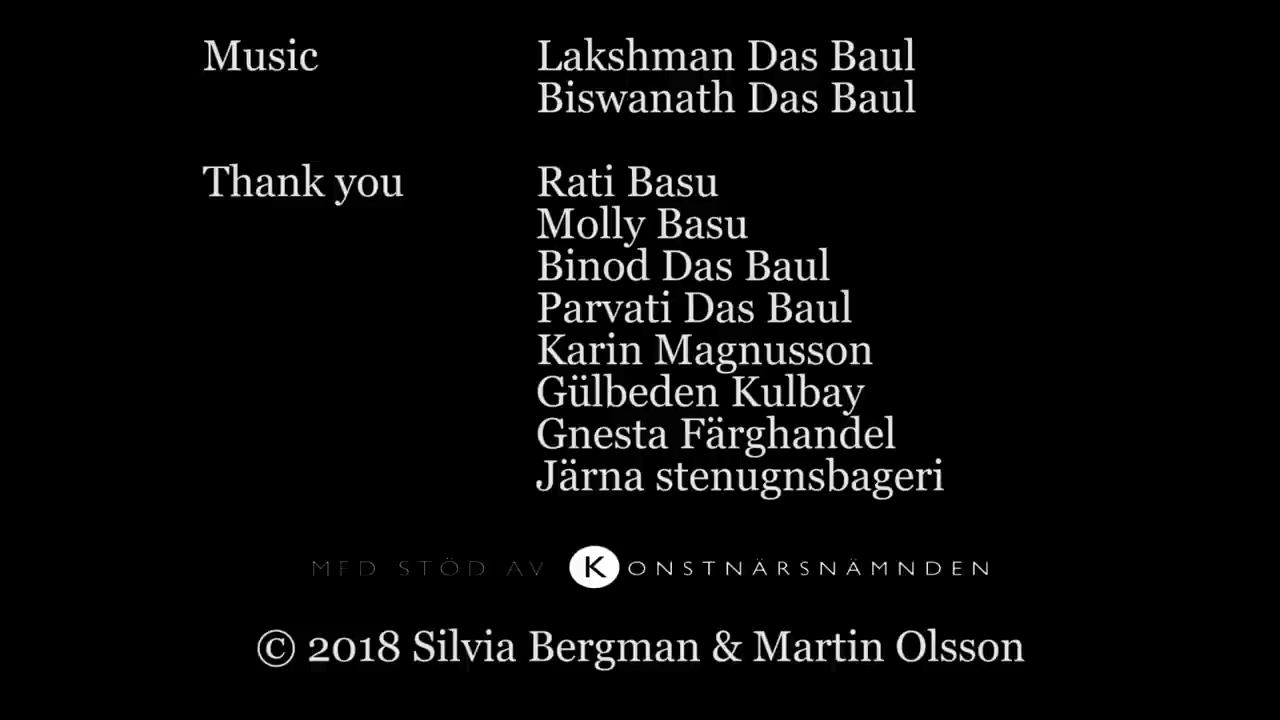 Music Lakshman Das Baul
Biswanath Das Baul
Thank you Rati Basu
Molly Basu
Binod Das Baul
Parvati Das Baul
Karin Magnusson
Gülbeden Kulbay
Gnesta Färghandel
Järna stenugnsbageri
MED STÖD AV KONSTNÄRSNÄMNDEN
© 2018 Silvia Bergman & Martin Olsson